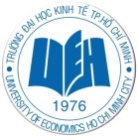 TRƯỜNG ĐẠI HỌC KINH TẾ TP.HỒ CHÍ MINH
UEH
1976
UNIVERSITY OF ECONOMICS HO CHI MINH CITY